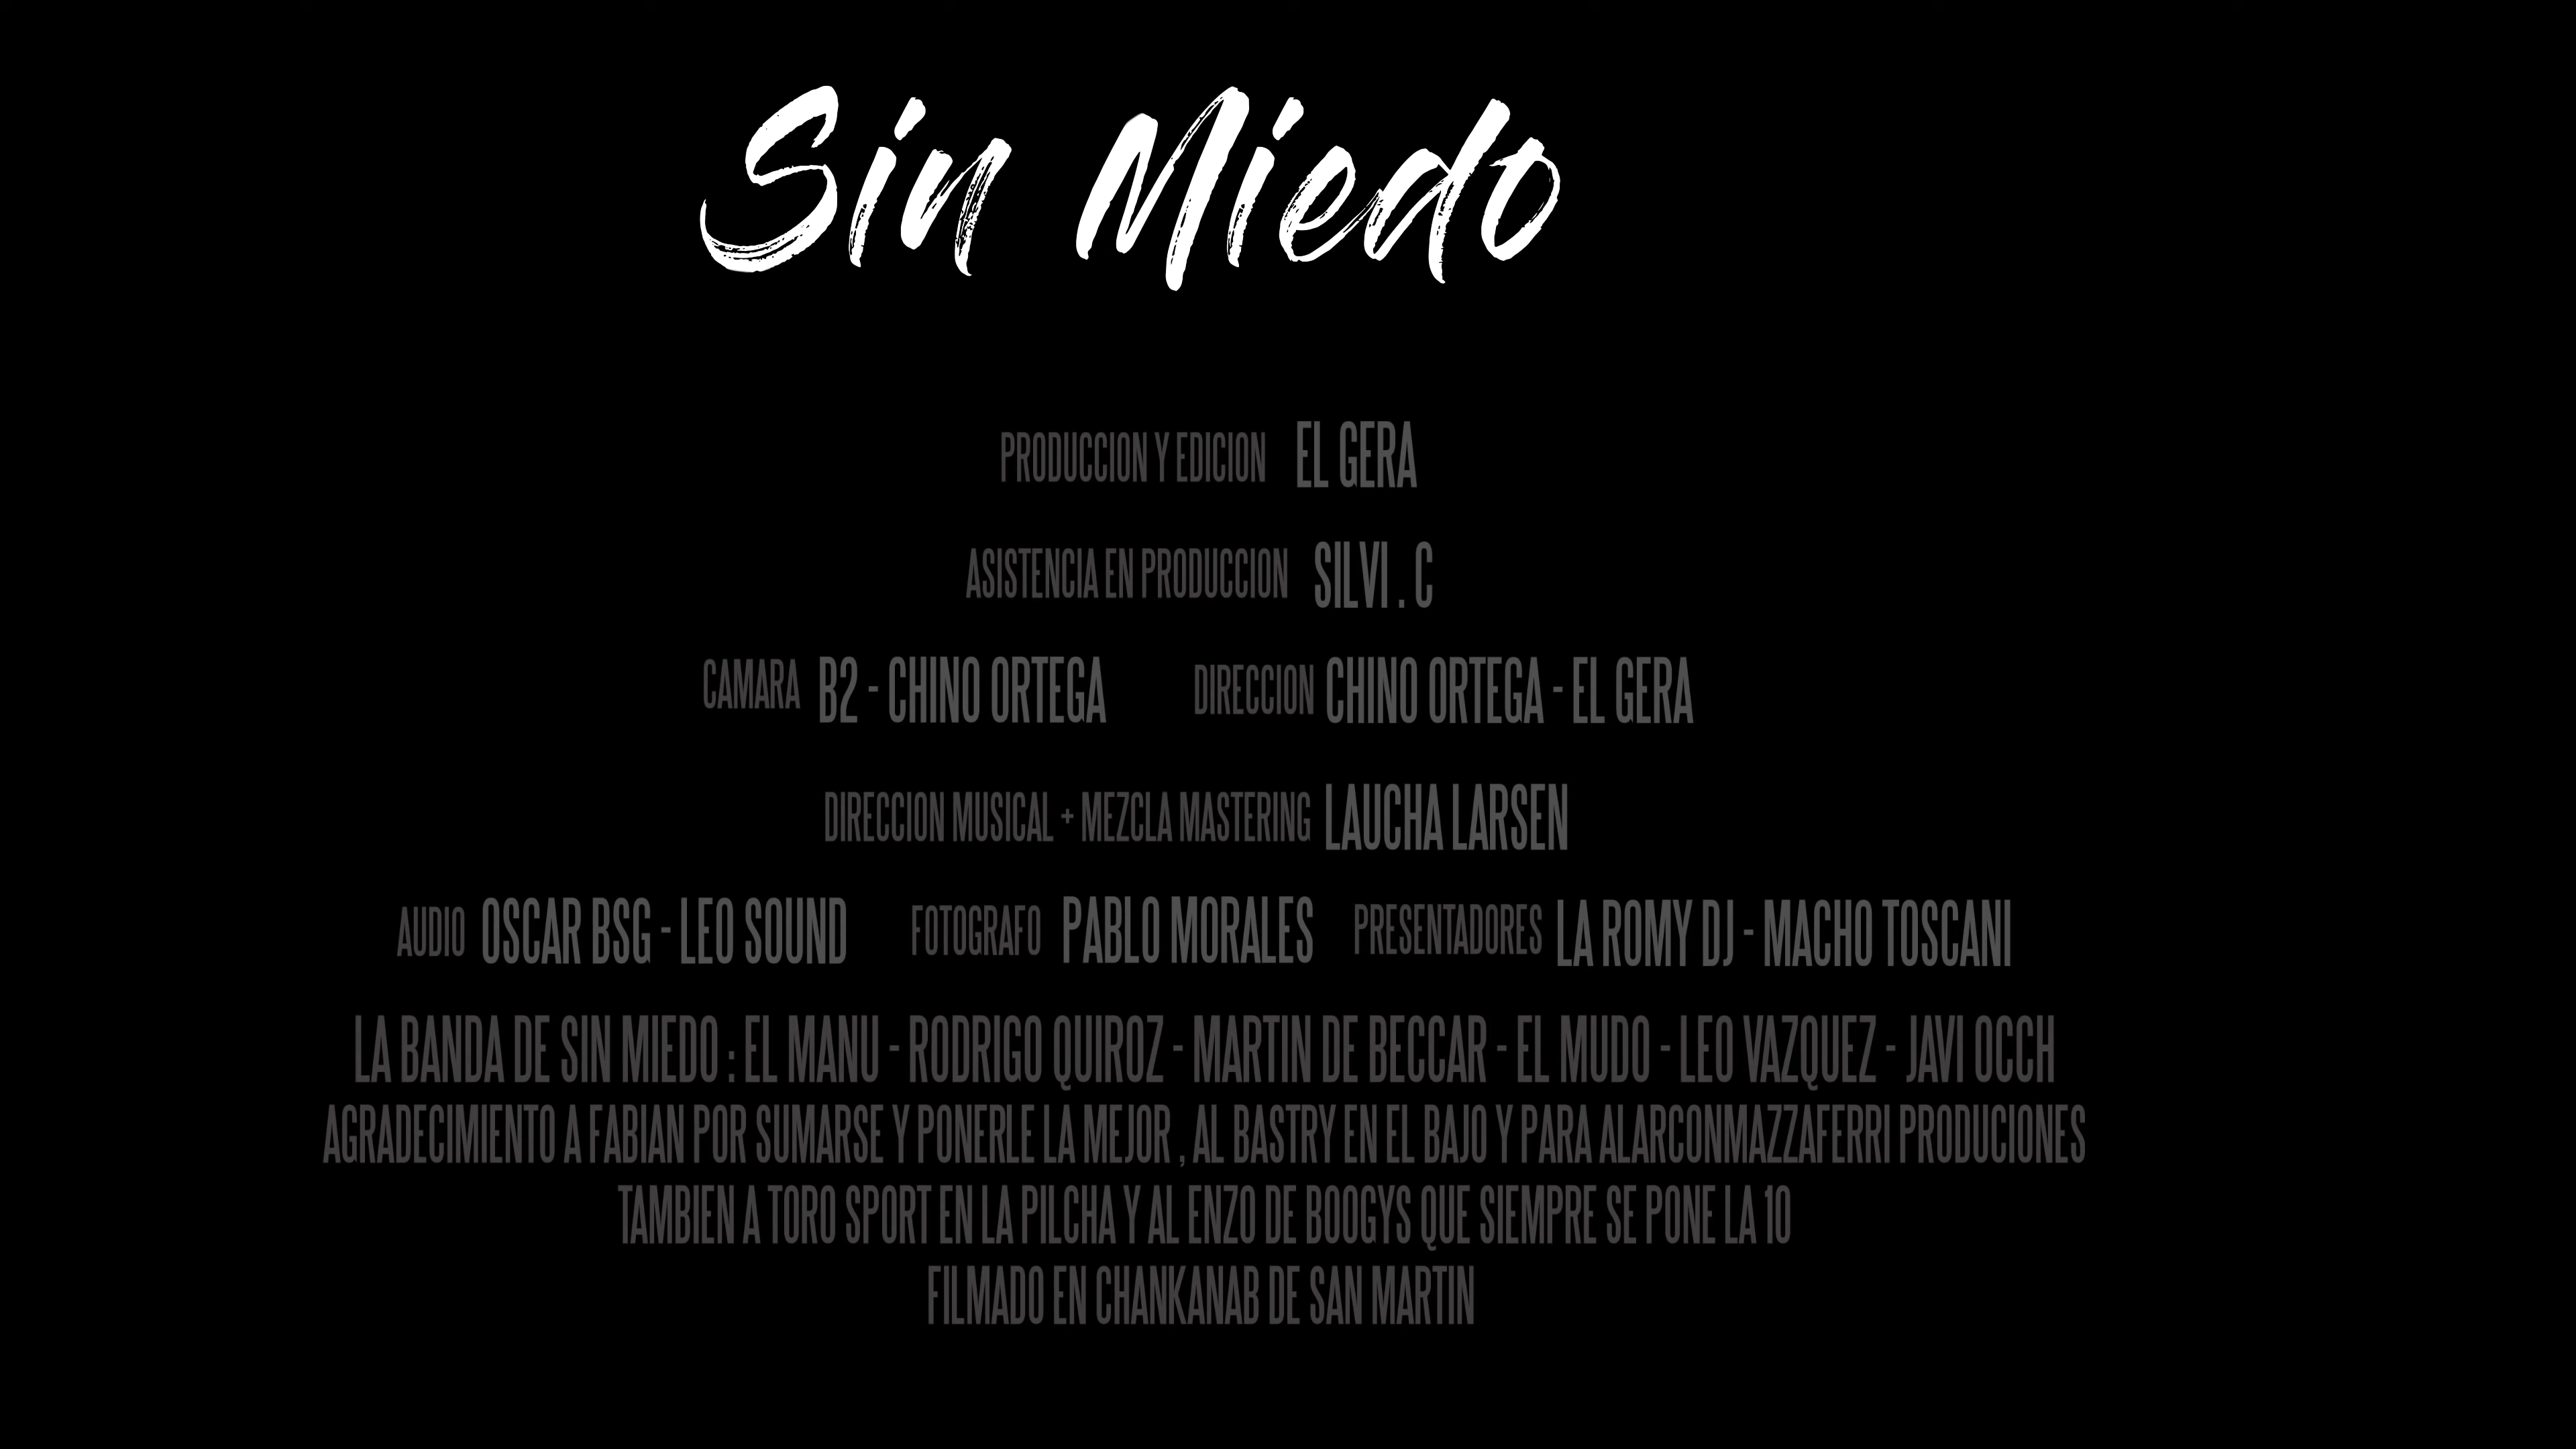 Sin Miedo
PRODUCCION Y EDICION EL GERA
ASISTENCIA EN PRODUCCION SILVI . C
CAMARA B2 - CHINO ORTEGA DIRECCION CHINO ORTEGA - EL GERA
DIRECCION MUSICAL + MEZCLA MASTERING LAUCHA LARSEN
AUDIO OSCAR BSG - LEO SOUND FOTOGRAFO PABLO MORALES PRESENTADORES LA ROMY DJ - MACHO TOSCANI
LA BANDA DE SIN MIEDO : EL MANU - RODRIGO QUIROZ - MARTIN DE BECCAR - EL MUDO - LEO VAZQUEZ - JAVI OCCH
AGRADECIMIENTO A FABIAN POR SUMARSE Y PONERLE LA MEJOR , AL BASTRY EN EL BAJO Y PARA ALARCONMAZZAFERRI PRODUCIONES
TAMBIEN A TORO SPORT EN LA PILCHA Y AL ENZO DE BOOGYS QUE SIEMPRE SE PONE LA 10
FILMADO EN CHANKANAB DE SAN MARTIN